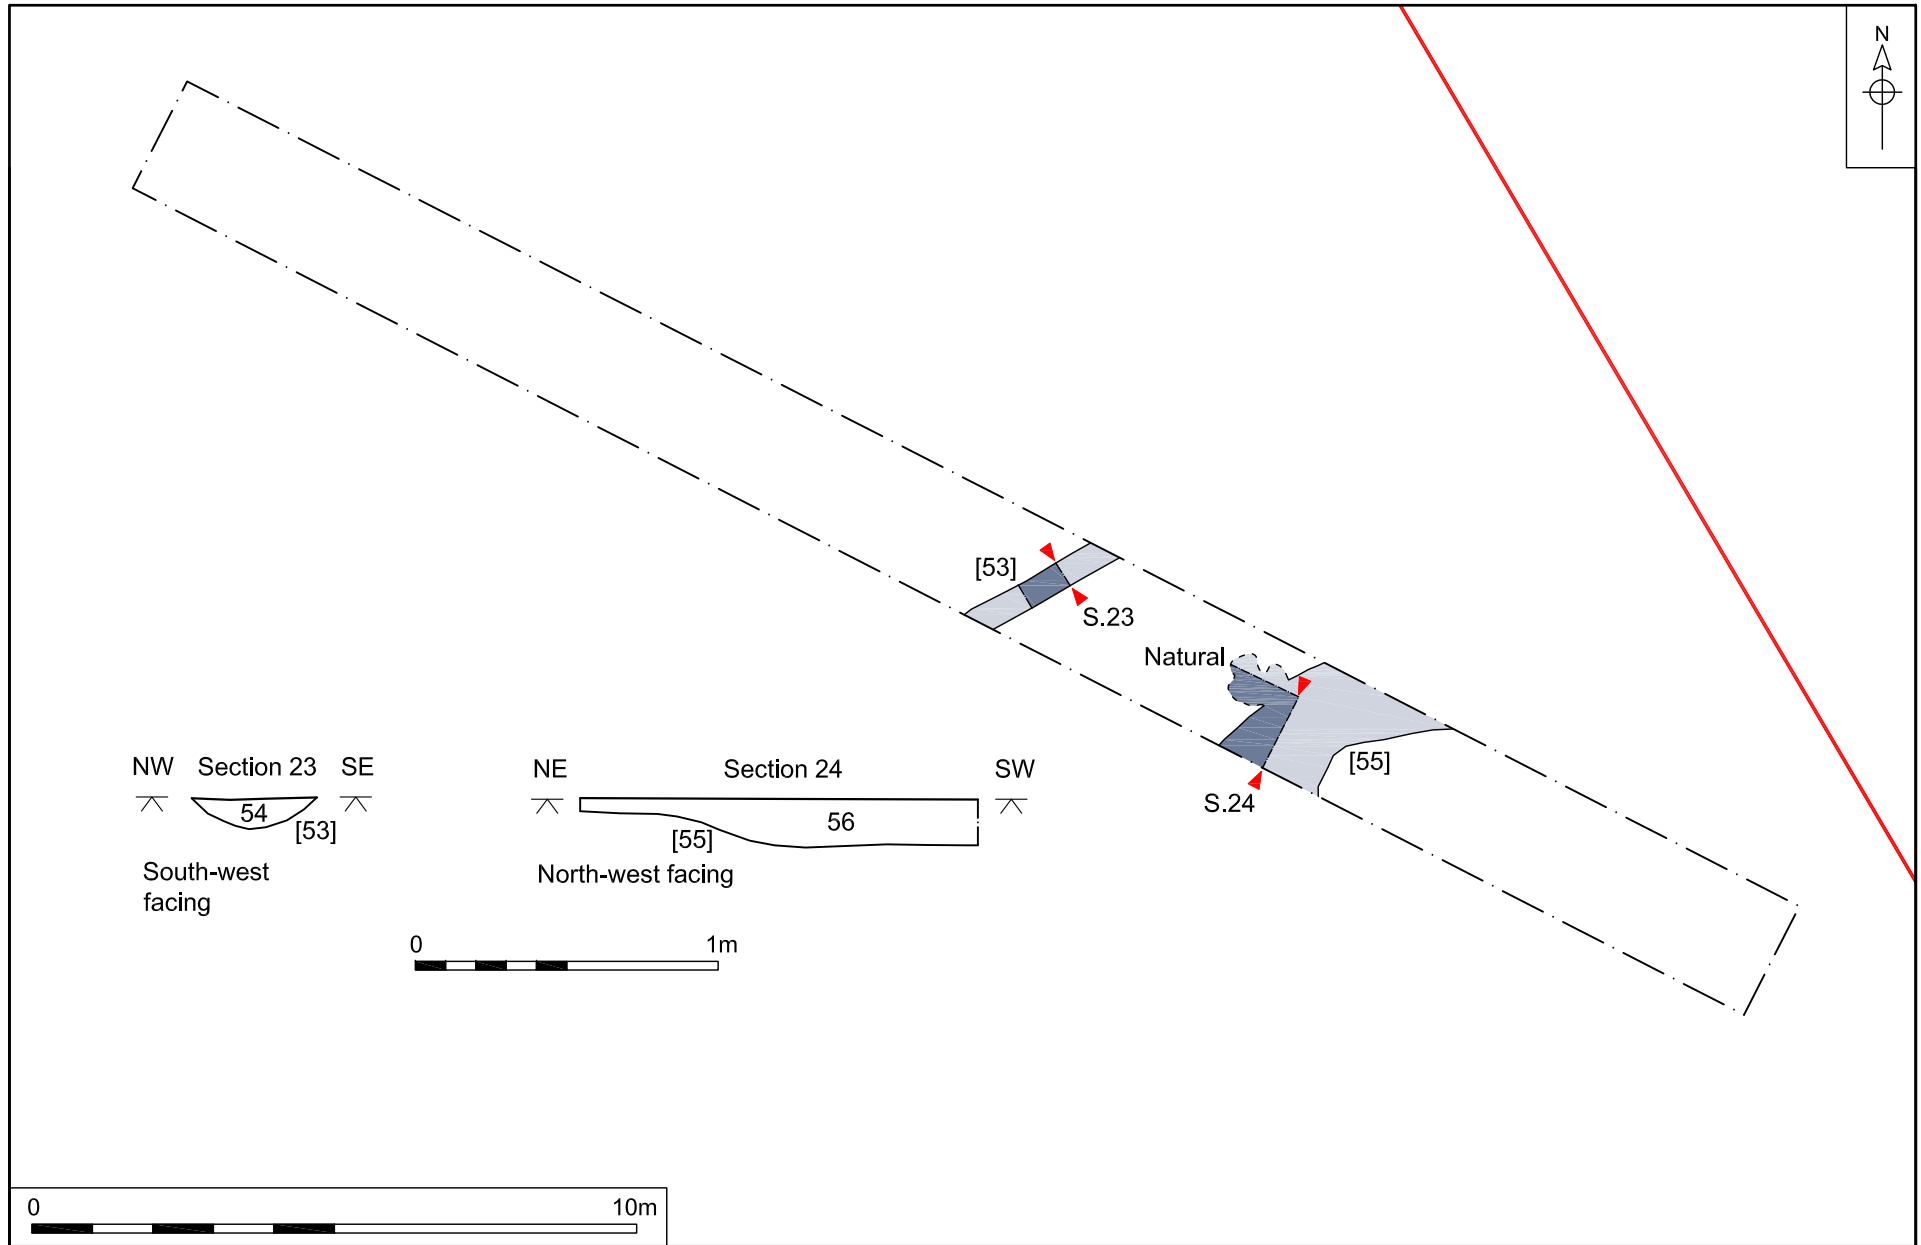 N
[53]
S.23
Natural
[55]
S.24
NW Section 23 SE
54
[53]
South-west
facing
NE Section 24 SW
56
[55]
North-west facing
0 1m
0 10m